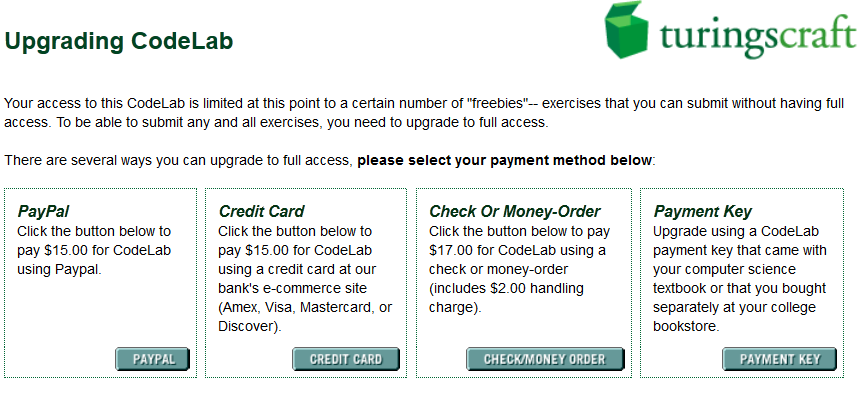 Upgrading CodeLab
turingscraft
Your access to this CodeLab is limited at this point to a certain number of "freebies"-- exercises that you can submit without having full
access. To be able to submit any and all exercises, you need to upgrade to full access.
There are several ways you can upgrade to full access, please select your payment method below:
PayPal
Click the button below to
pay $15.00 for CodeLab
using Paypal.
PAYPAL
Credit Card
Click the button below to
pay $15.00 for CodeLab
using a credit card at our
bank's e-commerce site
(Amex, Visa, Mastercard, or
Discover).
CREDIT CARD
Check Or Money-Order
Click the button below to pay
$17.00 for CodeLab using a
check or money-order
(includes $2.00 handling
charge).
CHECK/MONEY ORDER
Payment Key
Upgrade using a CodeLab
payment key that came with
your computer science
textbook or that you bought
separately at your college
bookstore.
PAYMENT KEY